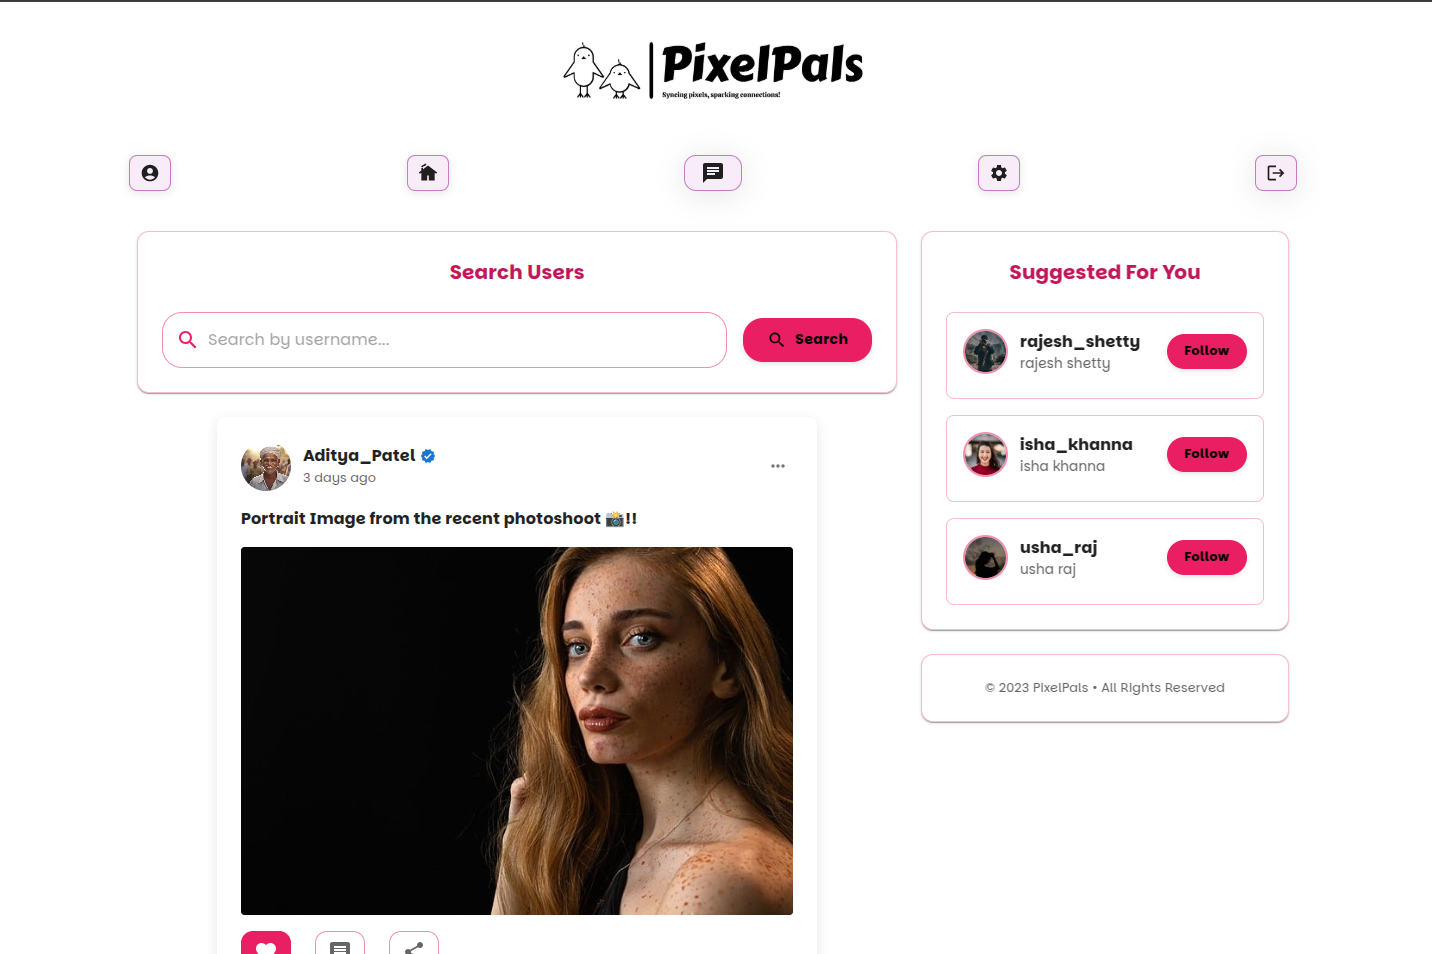 PixelPals
Syncing pixels, sparking connections!
Search Users
Search by username...
Search
Aditya_Patel
3 days ago
Portrait Image from the recent photoshoot 📸!!
Suggested For You
rajesh_shetty
rajesh shetty
Follow
isha_khanna
isha khanna
Follow
usha_raj
usha raj
Follow
© 2023 PixelPals • All Rights Reserved